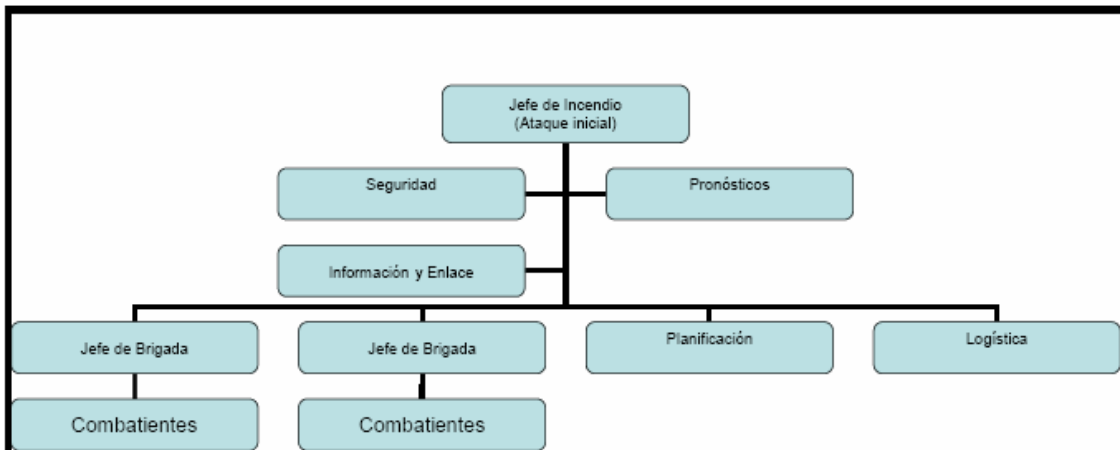 Jefe de Incendio
(Ataque inicial)
Seguridad
Pronósticos
Información y Enlace
Jefe de Brigada
Jefe de Brigada
Planificación
Logística
Combatientes
Combatientes